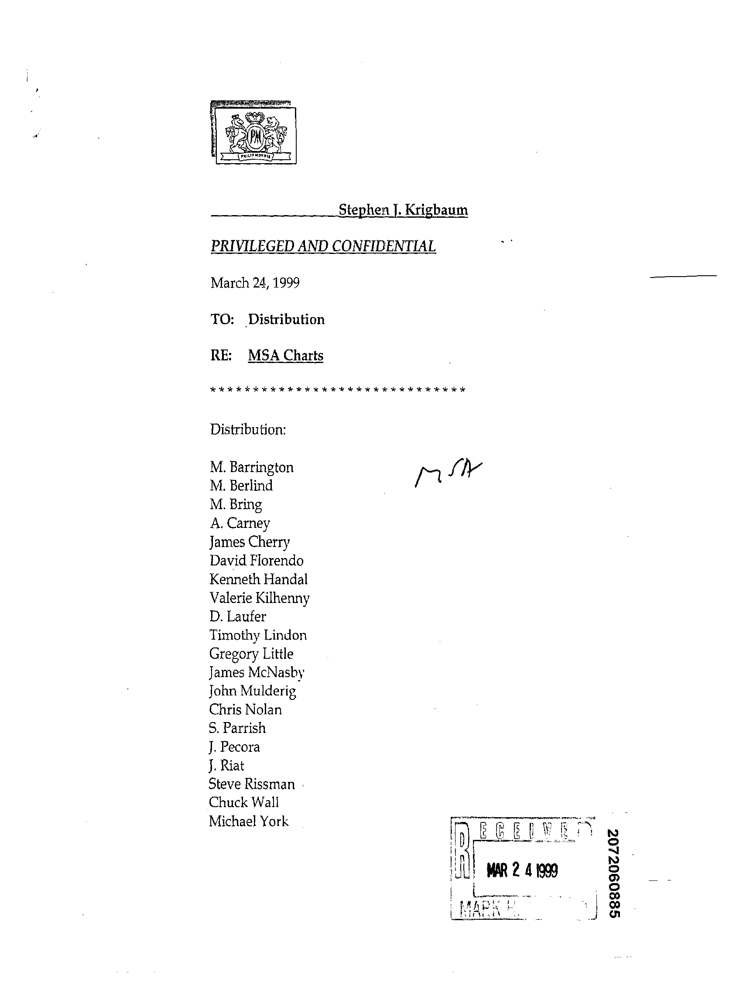 PM
PHILIP MORRIS
Stephen J. Krigbaum
PRIVILEGED AND CONFIDENTIAL
March 24, 1999
TO: Distribution
RE: MSA Charts
* * * * * * * * * * * * * * * * * * * * * * * * * * * * * *
Distribution:
M. Barrington
MSA
M. Berlind
M. Bring
A. Carney
James Cherry
David Florendo
Kenneth Handal
Valerie Kilhenny
D. Laufer
Timothy Lindon
Gregory Little
James McNasby
John Mulderig
Chris Nolan
S. Parrish
J. Pecora
J. Riat
Steve Rissman
Chuck Wall
Michael York
RECEIVED
MAR 24 1999
MARK H.
2072060885